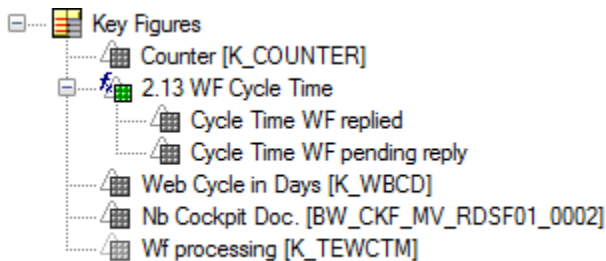 Key Figures
Counter [K_COUNTER]
2.13 WF Cycle Time
Cycle Time WF replied
Cycle Time WF pending reply
Web Cycle in Days [K_WBCD]
Nb Cockpit Doc. [BW_CKF_MV_RDSF01_0002]
Wf processing [K_TEWCTM]